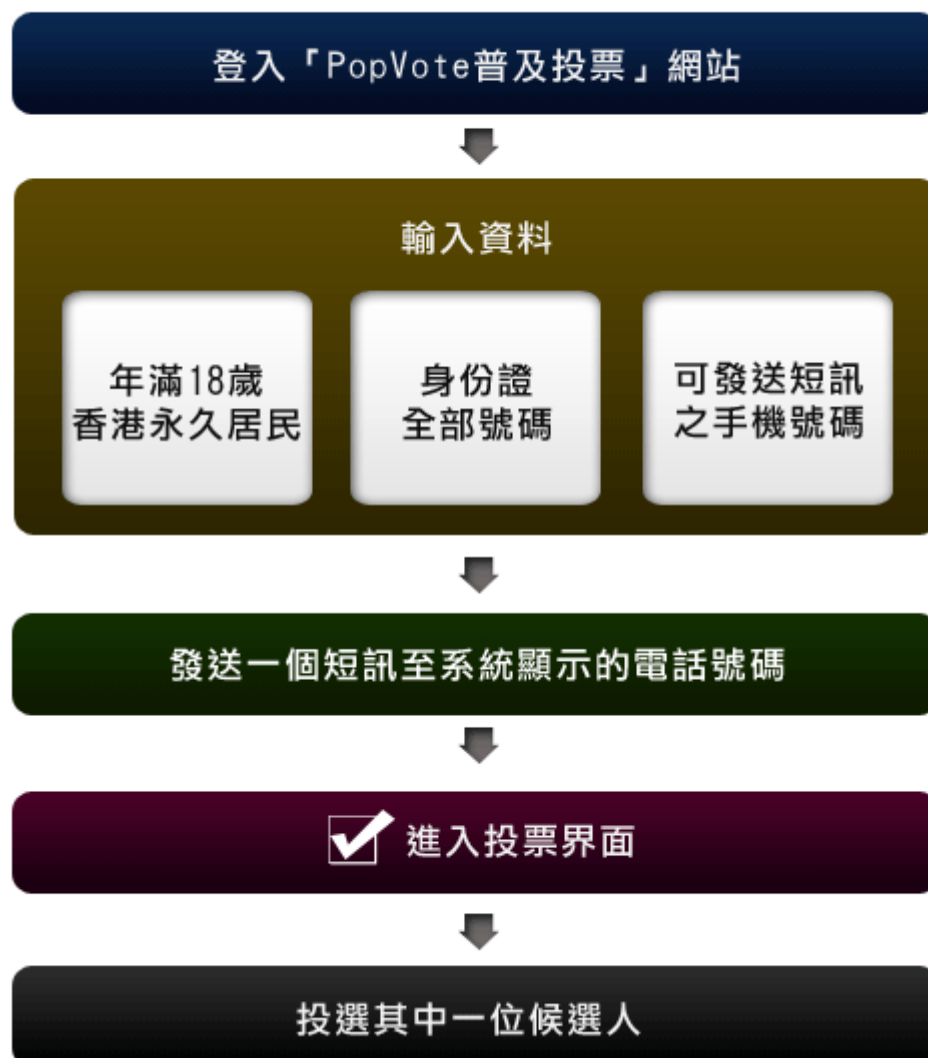 登入「PopVote普及投票」網站
輸入資料
年滿18歲
香港永久居民
身份證
全部號碼
可發送短訊
之手機號碼
發送一個短訊至系統顯示的電話號碼
進入投票界面
投選其中一位候選人